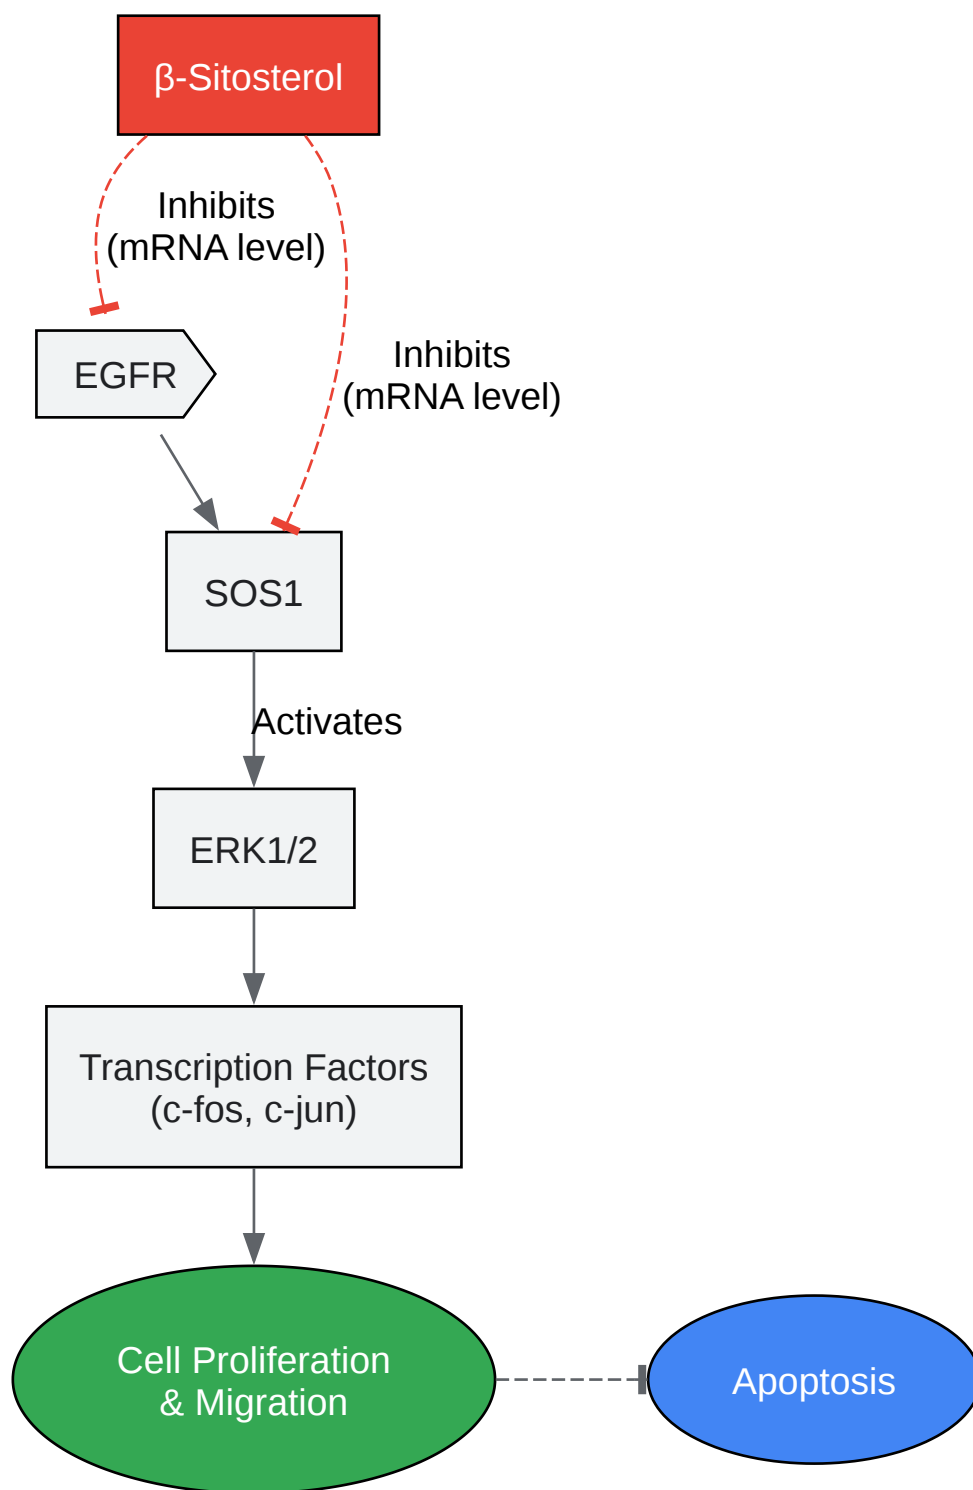 β-Sitosterol
Inhibits
(mRNA level)
Inhibits
(mRNA level)
EGFR
SOS1
Activates
ERK1/2
Transcription Factors
(c-fos, c-jun)
Cell Proliferation
& Migration
Apoptosis